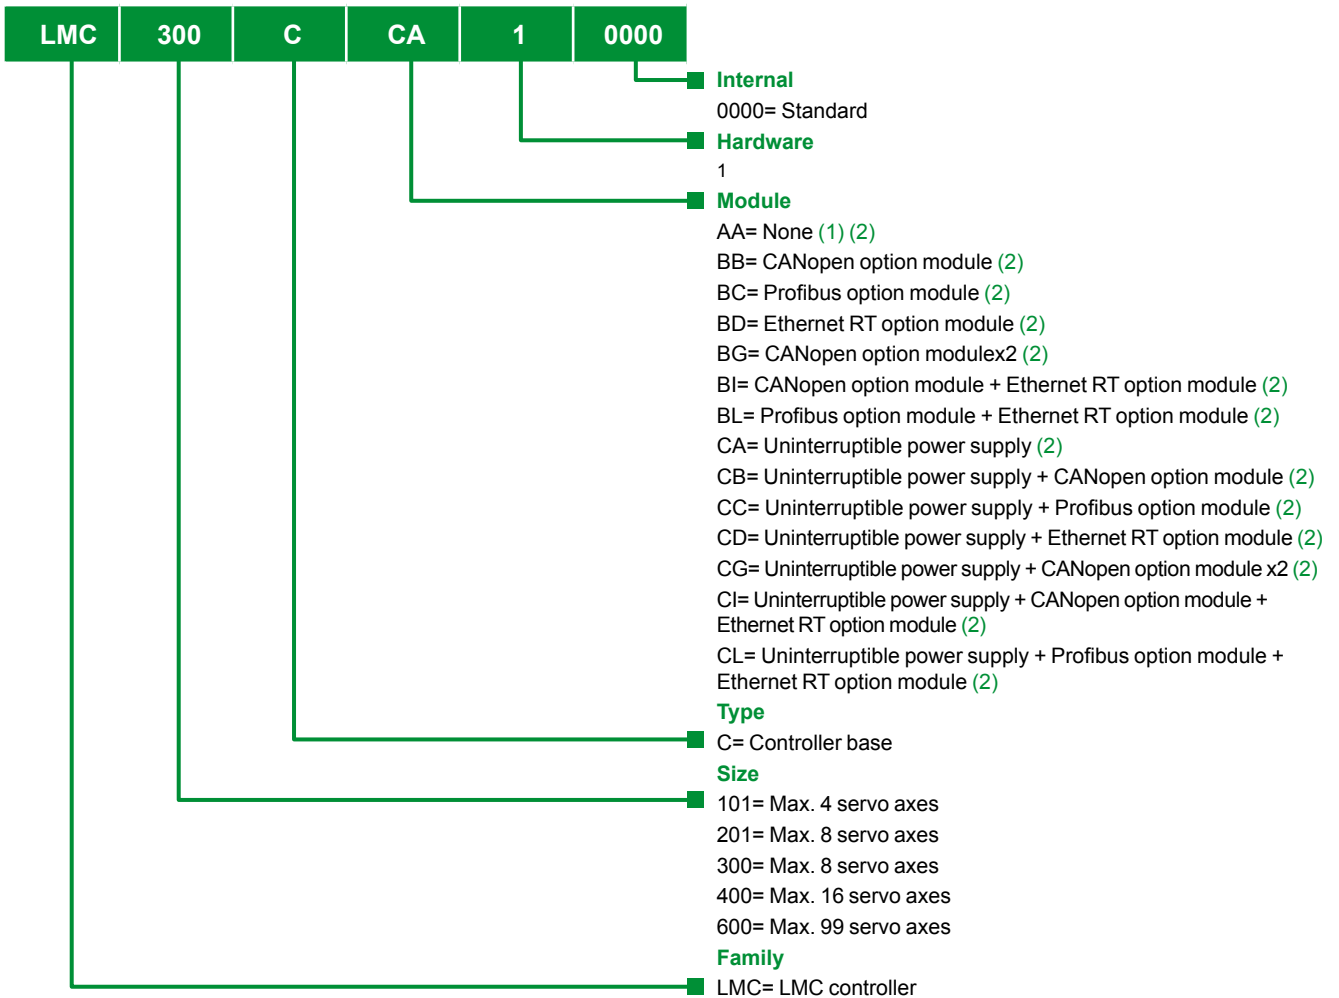 LMC 300 C CA 1 0000
Internal
0000= Standard
Hardware
1
Module
AA= None (1) (2)
BB= CANopen option module (2)
BC= Profibus option module (2)
BD= Ethernet RT option module (2)
BG= CANopen option modulex2 (2)
BI= CANopen option module + Ethernet RT option module (2)
BL= Profibus option module + Ethernet RT option module (2)
CA= Uninterruptible power supply (2)
CB= Uninterruptible power supply + CANopen option module (2)
CC= Uninterruptible power supply + Profibus option module (2)
CD= Uninterruptible power supply + Ethernet RT option module (2)
CG= Uninterruptible power supply + CANopen option module x2 (2)
CI= Uninterruptible power supply + CANopen option module +
Ethernet RT option module (2)
CL= Uninterruptible power supply + Profibus option module +
Ethernet RT option module (2)
Type
C= Controller base
Size
101= Max. 4 servo axes
201= Max. 8 servo axes
300= Max. 8 servo axes
400= Max. 16 servo axes
600= Max. 99 servo axes
Family
LMC= LMC controller